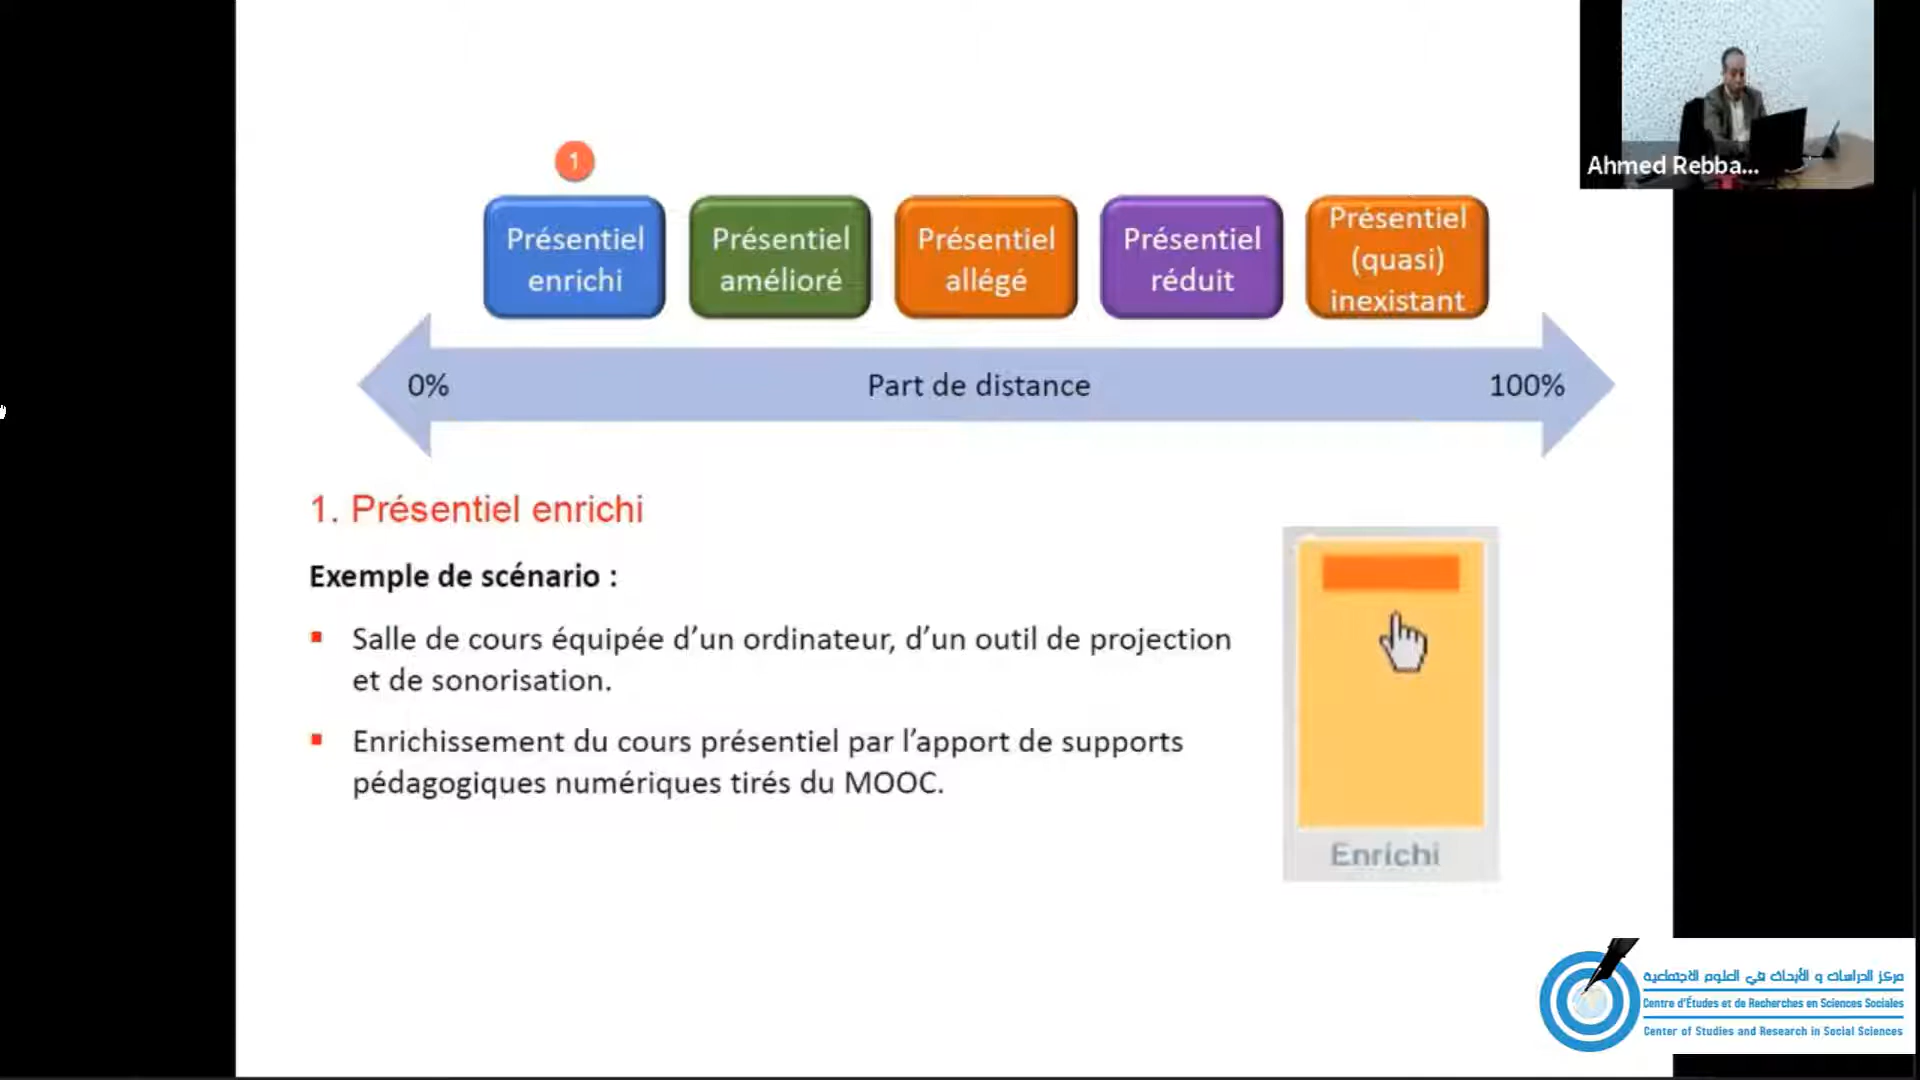 Ahmed Rebba...
1
Présentiel
enrichi
Présentiel
amélioré
Présentiel
allégé
Présentiel
réduit
Présentiel
(quasi)
inexistant
0%
Part de distance
100%
1. Présentiel enrichi
Exemple de scénario :
Salle de cours équipée d’un ordinateur, d’un outil de projection
et de sonorisation.
Enrichissement du cours présentiel par l’apport de supports
pédagogiques numériques tirés du MOOC.
Enrichi
مركز الدراسات و الأبحاث في العلوم الاجتماعية
Centre d’Études et de Recherches en Sciences Sociales
Center of Studies and Research in Social Sciences